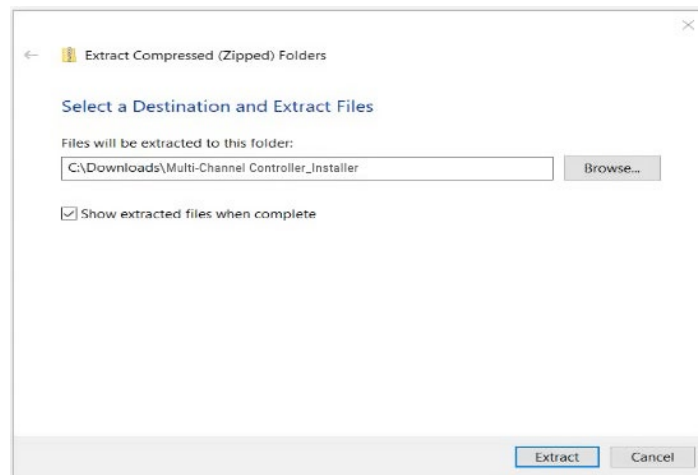 Extract Compressed (Zipped) Folders
Select a Destination and Extract Files
Files will be extracted to this folder:
C:\Downloads\Multi-Channel Controller_Installer
Browse...
Show extracted files when complete
Extract
Cancel